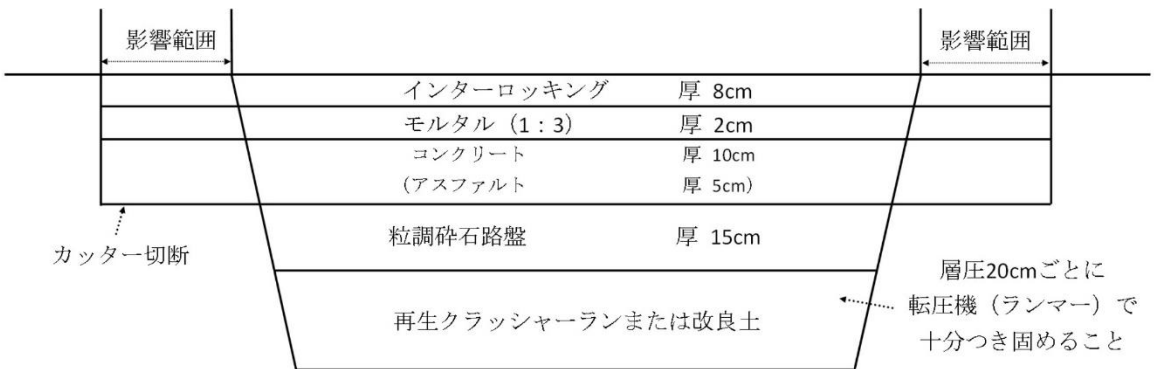 影響範囲
影響範囲
インターロッキング 厚 8cm
モルタル（1：3） 厚 2cm
コンクリート 厚 10cm
(アスファルト 厚 5cm)
カッター切断
粒調砕石路盤 厚 15cm
再生クラッシャーランまたは改良土
層圧20cmごとに
転圧機（ランマー）で
十分つき固めること